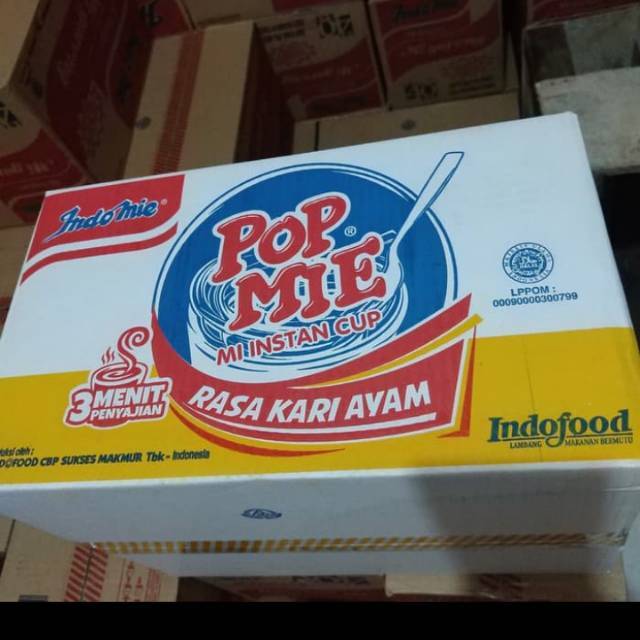 Indomie
POP
MIE ®
MI INSTAN CUP
RASA KARI AYAM
3 MENIT
PENYAJIAN
LPPOM :
00090000300799
Indofood
LAMBANG MAKANAN BERMUTU
DOFOOD CBP SUKSES MAKMUR Tbk - Indonesia